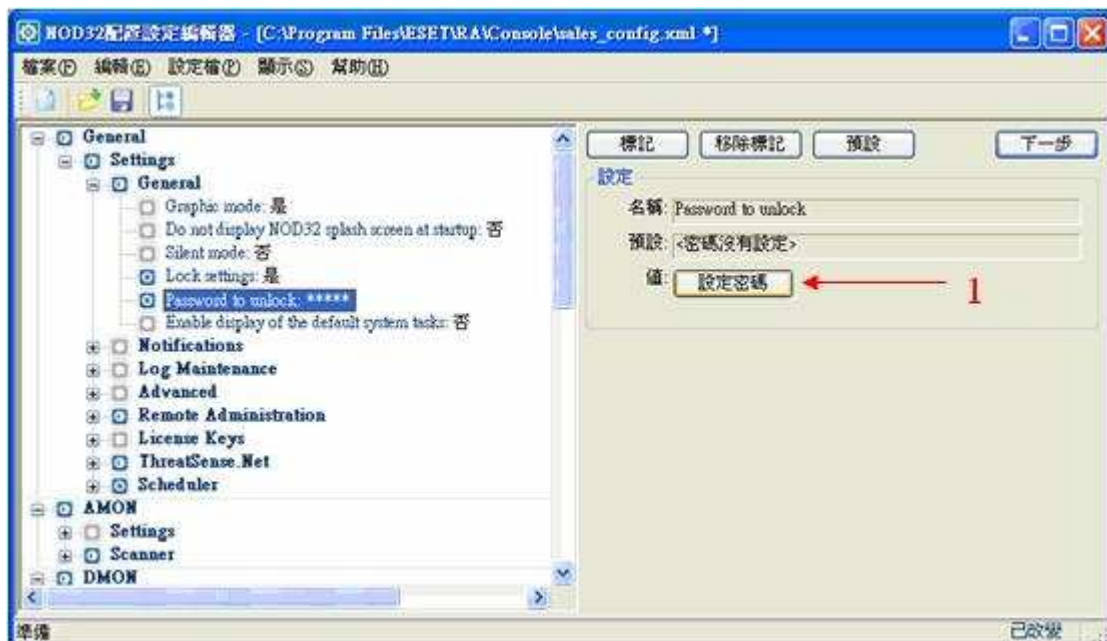 NOD32配置設定編輯器 - [C:\Program Files\ESET\RA\Console\sales_config.xml *]
檔案(F) 編輯(E) 設定檔(P) 顯示(S) 幫助(H)
General
Settings
General
Graphic mode: 是
Do not display NOD32 splash screen at startup: 否
Silent mode: 否
Lock settings: 是
Password to unlock: *****
Enable display of the default system tasks: 否
Notifications
Log Maintenance
Advanced
Remote Administration
License Keys
ThreatSense.Net
Scheduler
AMON
Settings
Scanner
DMON
標記 移除標記 預設 下一步
設定
名稱: Password to unlock
預設: <密碼沒有設定>
值: 設定密碼 1
準備 已改變